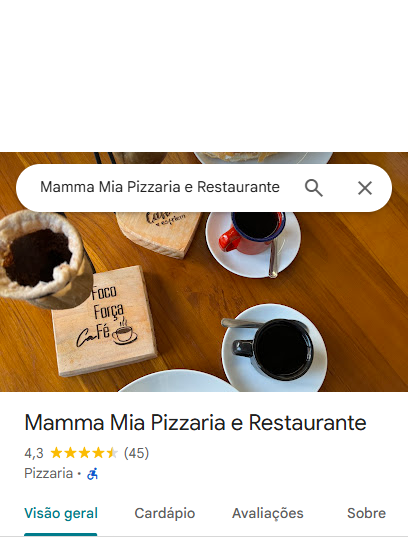 Mamma Mia Pizzaria e Restaurante
Foco
Força
CaFé
Mamma Mia Pizzaria e Restaurante
4,3 (45)
Pizzaria ·
Visão geral Cardápio Avaliações Sobre